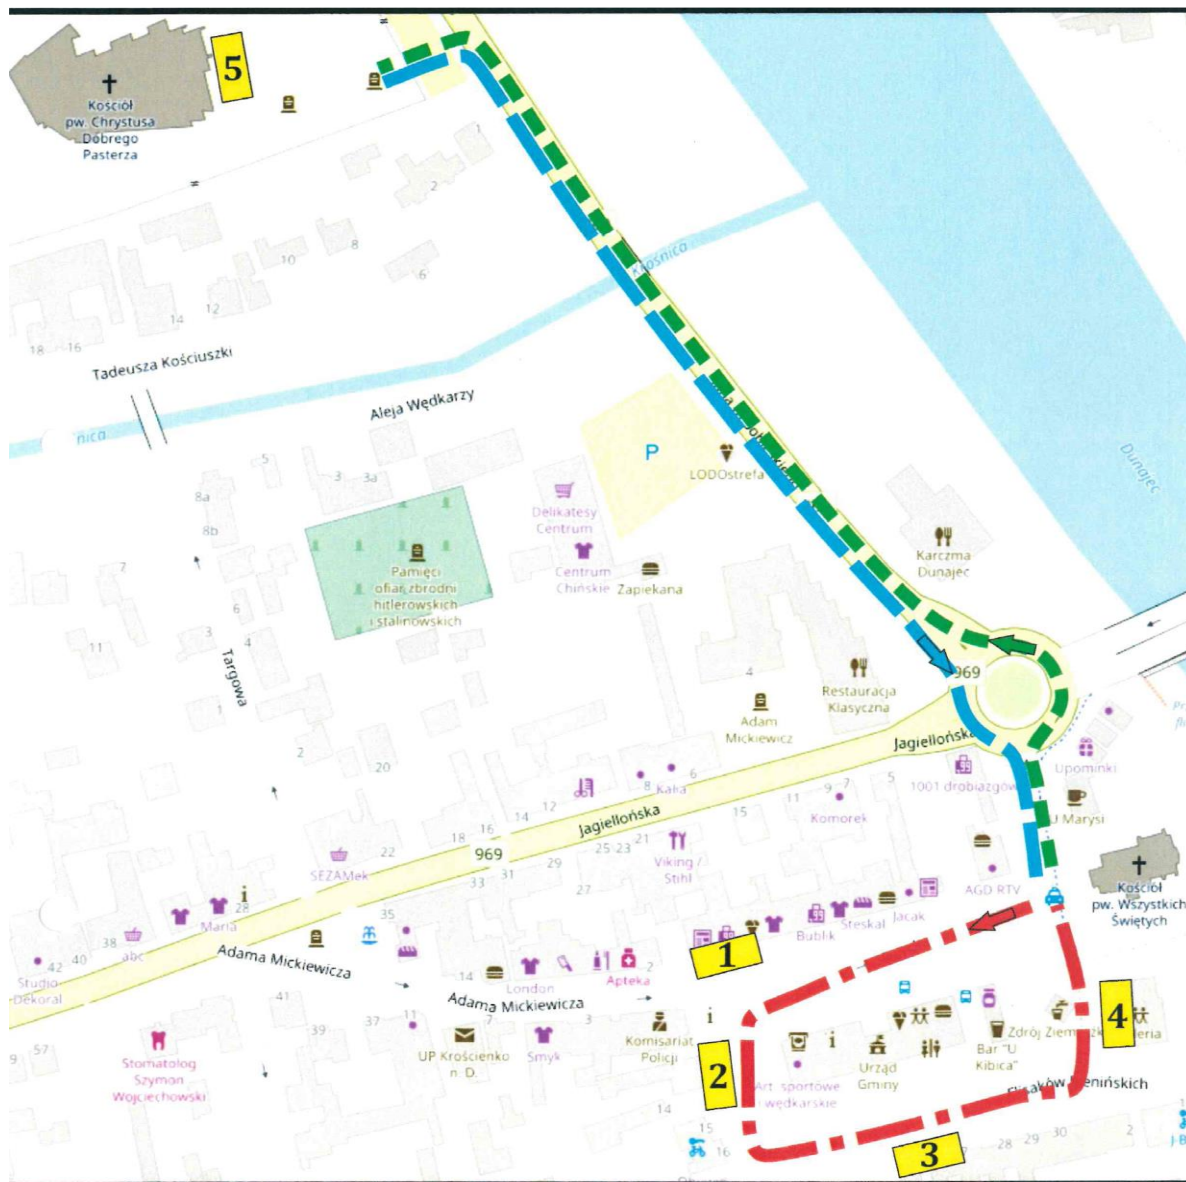 5
Kościół
pw. Chrystusa
Dobrego
Pasterza
1
2
8
10
6
12
14
18
16
Krośnica
Tadeusza Kościuszki
Aleja Wędkarzy
nica
P
LODOstrefa
Dunajec
5
3
3a
8a
8b
Delikatesy
Centrum
Karczma
Dunajec
Pamięci
ofiar zbrodni
hitlerowskich
i stalinowskich
Centrum
Chińskie
Zapiekana
7
6
3
4
11
Targowa
4
969
Restauracja
Klasyczna
Adam
Mickiewicz
1
2
20
Jagiellońska
Upominki
6
8
Kalia
12
14
16
18
5
7
9
11
15
1001 drobiazgów
Komorek
U Marysi
Jagiellońska
969
21
25
23
29
31
33
27
Viking /
Stihl
22
SEZAMek
AGD RTV
Kościół
pw. Wszystkich
Świętych
28
Maria
35
Jacak
Steskal
Bublik
1
38
abc
40
42
Studio
Dekoral
Adama Mickiewicza
14
London
Apteka
2
Adama Mickiewicza
41
39
37
11
7
3
UP Krościenko
n. D.
Smyk
Komisariat
Policji
i
4
Zdrój
Bar "U
Kibica"
Urząd
Gminy
57
Stomatolog
Szymon
Wojciechowski
2
Art. sportowe
i wędkarskie
Pienińskich
14
15
16
3
28
29
30
2